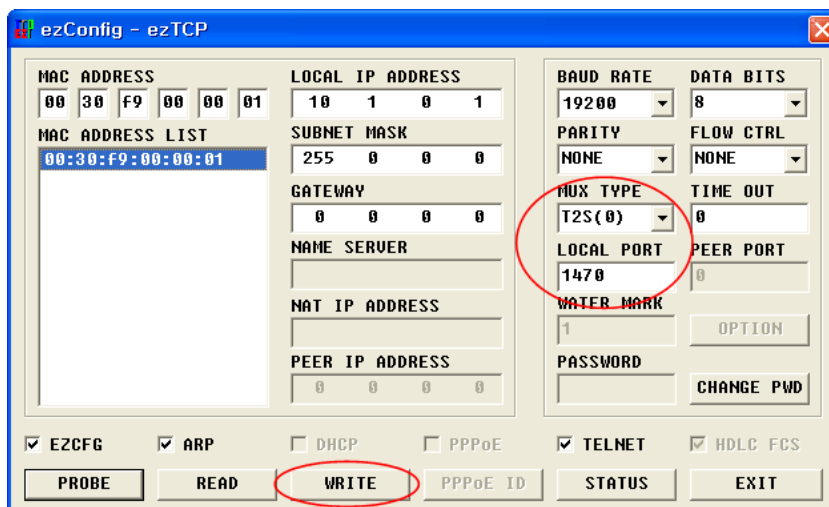 ezConfig - ezTCP
MAC ADDRESS
00 30 f9 00 00 01
MAC ADDRESS LIST
00:30:f9:00:00:01
LOCAL IP ADDRESS
10 1 0 1
SUBNET MASK
255 0 0 0
GATEWAY
0 0 0 0
NAME SERVER
NAT IP ADDRESS
PEER IP ADDRESS
0 0 0 0
BAUD RATE DATA BITS
19200 8
PARITY FLOW CTRL
NONE NONE
MUX TYPE TIME OUT
T2S(0) 0
LOCAL PORT PEER PORT
1470 0
WATER MARK
1 OPTION
PASSWORD
CHANGE PWD
EZCFG ARP DHCP PPPoE TELNET HDLC FCS
PROBE READ WRITE PPPoE ID STATUS EXIT